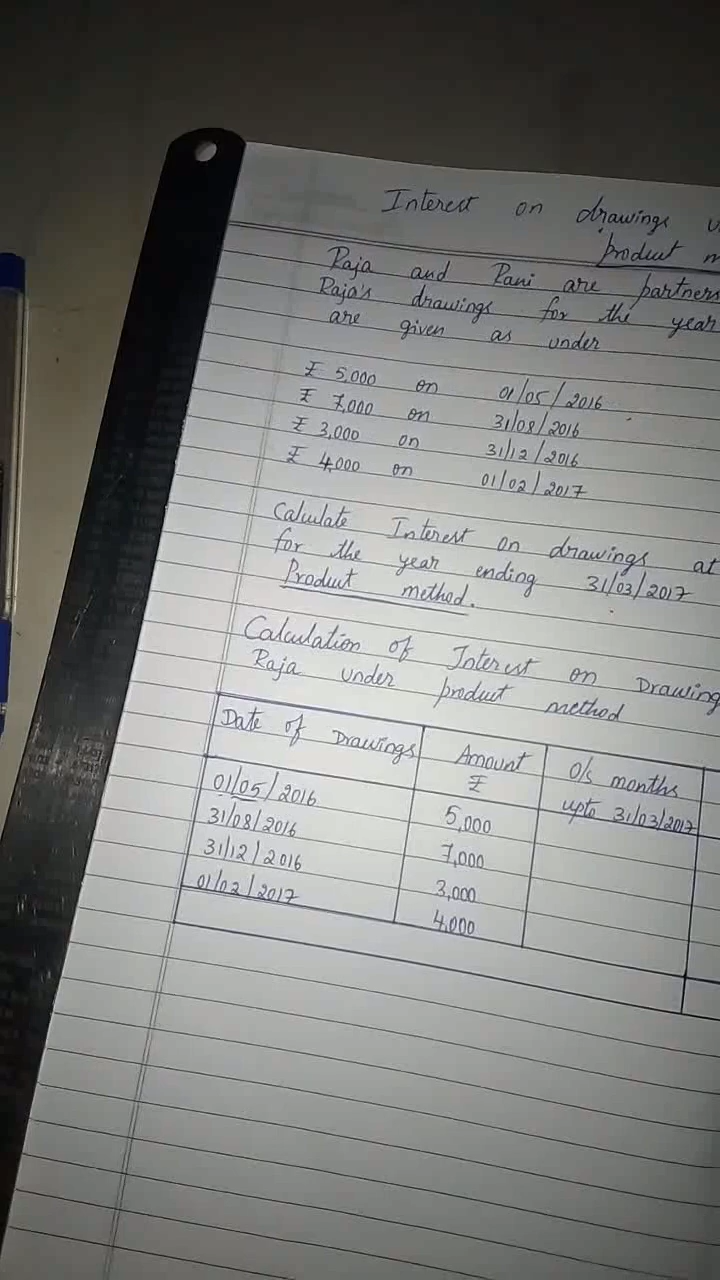 Interest on drawings
product
Raja and Rani are partners
Raja's drawings for the year
are given as under
₹ 5,000 on 01/05/2016
₹ 7,000 on 31/08/2016
₹ 3,000 on 31/12/2016
₹ 4,000 on 01/02/2017
Calculate Interest on drawings at
for the year ending 31/03/2017
Product method.
Calculation of Interest on Drawing
Raja under product method
Date of Drawings Amount ₹ O/s months upto 31/03/2017
01/05/2016 5,000
31/08/2016 7,000
31/12/2016 3,000
01/02/2017 4,000